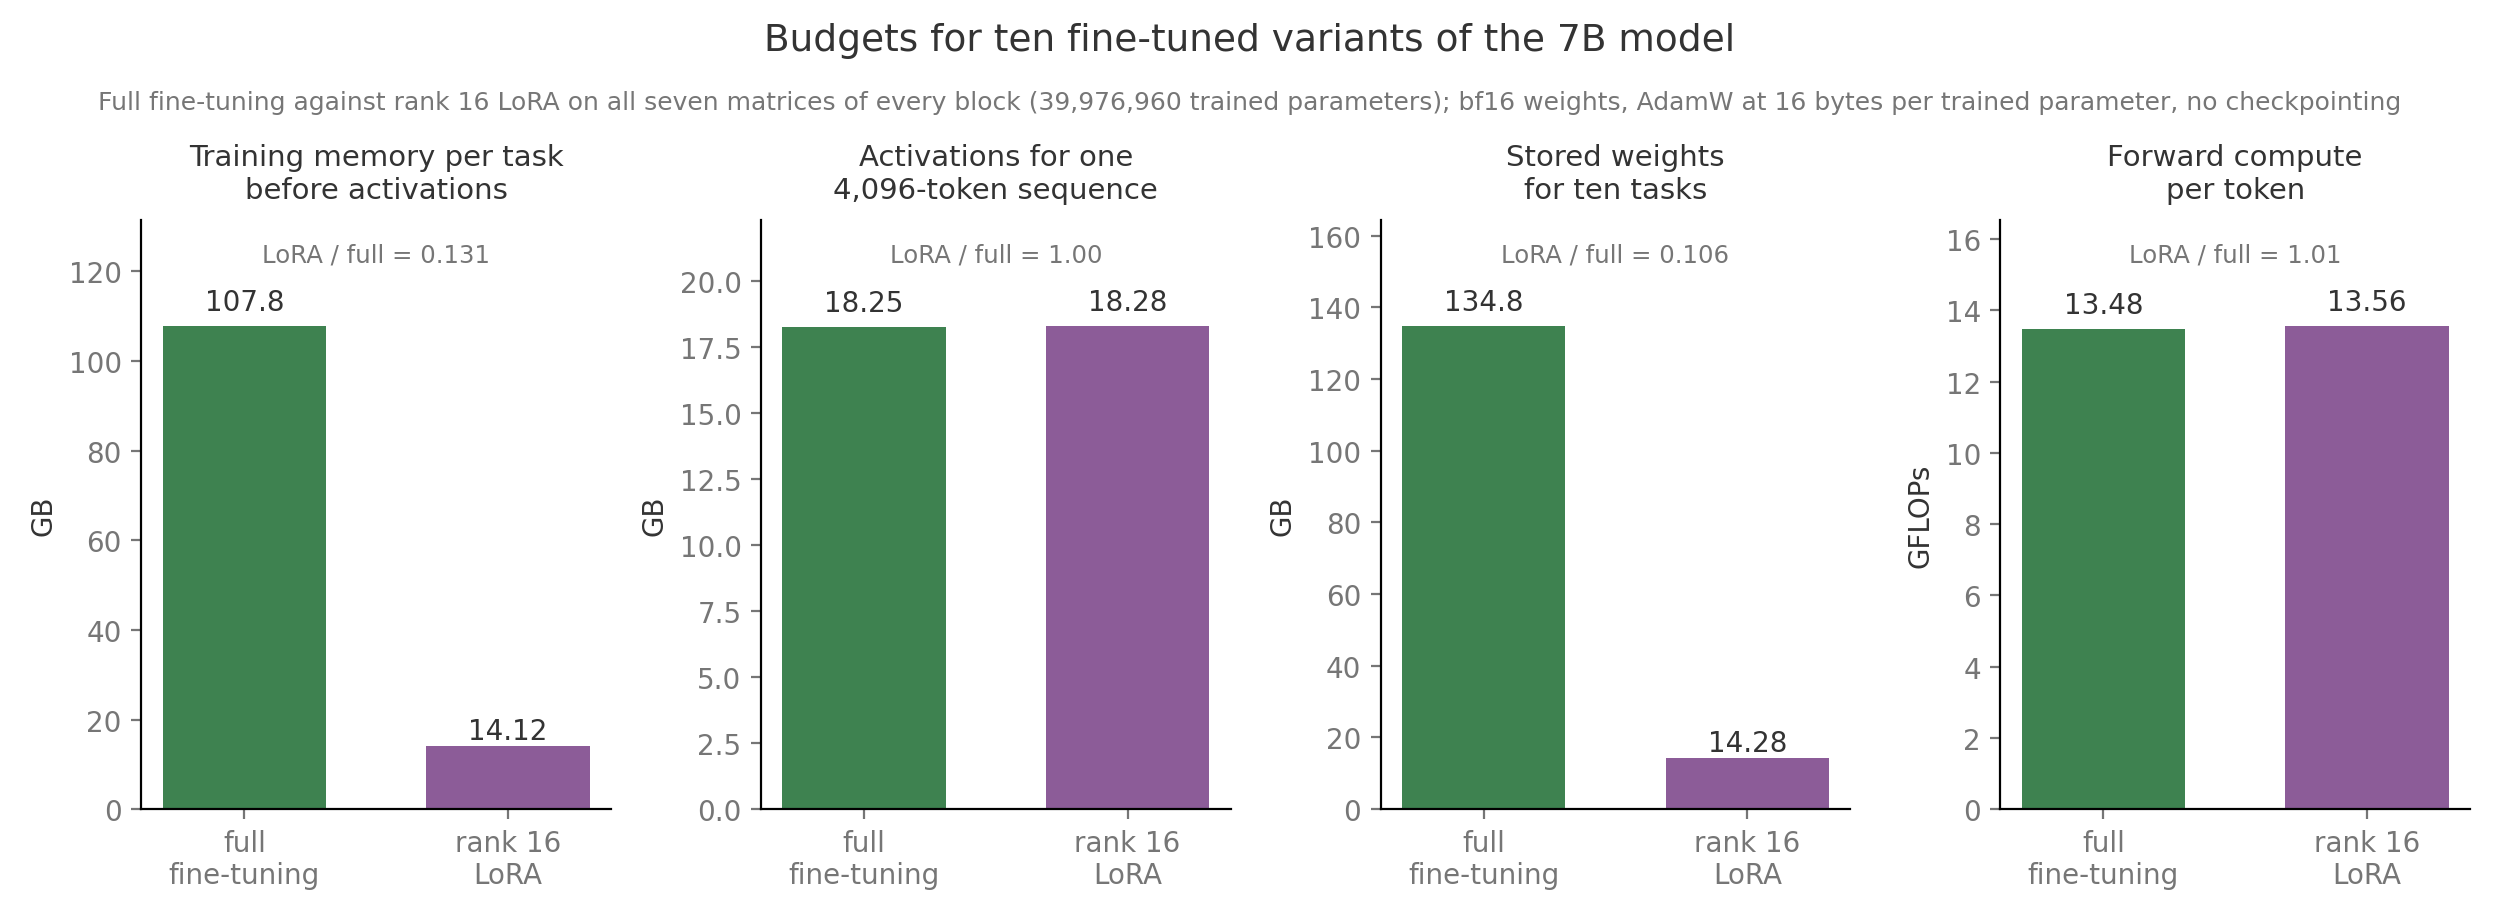 Budgets for ten fine-tuned variants of the 7B model
Full fine-tuning against rank 16 LoRA on all seven matrices of every block (39,976,960 trained parameters); bf16 weights, AdamW at 16 bytes per trained parameter, no checkpointing
Training memory per task
before activations
LoRA / full = 0.131
GB
120
100
80
60
40
20
0
107.8
14.12
full
fine-tuning
rank 16
LoRA
Activations for one
4,096-token sequence
LoRA / full = 1.00
GB
20.0
17.5
15.0
12.5
10.0
7.5
5.0
2.5
0.0
18.25
18.28
full
fine-tuning
rank 16
LoRA
Stored weights
for ten tasks
LoRA / full = 0.106
GB
160
140
120
100
80
60
40
20
0
134.8
14.28
full
fine-tuning
rank 16
LoRA
Forward compute
per token
LoRA / full = 1.01
GFLOPs
16
14
12
10
8
6
4
2
0
13.48
13.56
full
fine-tuning
rank 16
LoRA